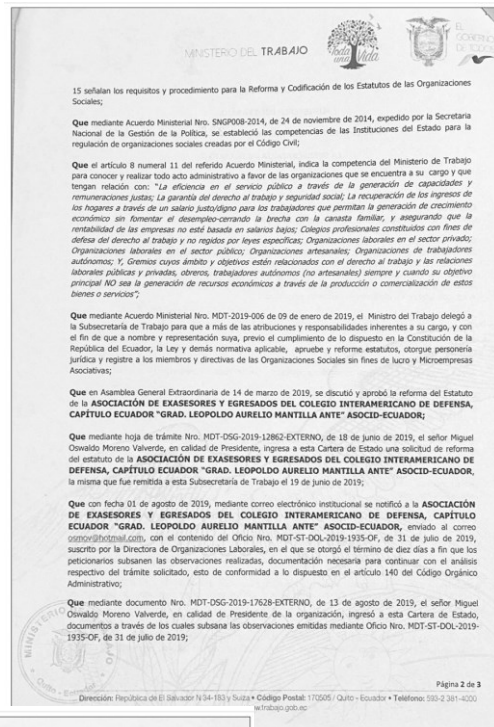 MINISTERIO DEL TRABAJO
Toda una Vida
EL GOBIERNO DE TODOS
15 señalan los requisitos y procedimiento para la Reforma y Codificación de los Estatutos de las Organizaciones
Sociales;
Que mediante Acuerdo Ministerial Nro. SNGP008-2014, de 24 de noviembre de 2014, expedido por la Secretaría
Nacional de la Gestión de la Política, se estableció las competencias de las Instituciones del Estado para la
regulación de organizaciones sociales creadas por el Código Civil;
Que el artículo 8 numeral 11 del referido Acuerdo Ministerial, indica la competencia del Ministerio de Trabajo
para conocer y realizar todo acto administrativo a favor de las organizaciones que se encuentra a su cargo y que
tengan relación con: "La eficiencia en el servicio público a través de la generación de capacidades y
remuneraciones justas; La garantía del derecho al trabajo y seguridad social; La recuperación de los ingresos de
los hogares a través de un salario justo/digno para los trabajadores que permitan la generación de crecimiento
económico sin fomentar el desempleo-cerrando la brecha con la canasta familiar, y asegurando que la
rentabilidad de las empresas no esté basada en salarios bajos; Colegios profesionales constituidos con fines de
defensa del derecho al trabajo y no regidos por leyes específicas; Organizaciones laborales en el sector privado;
Organizaciones laborales en el sector público; Organizaciones artesanales; Organizaciones de trabajadores
autónomos; Y, Gremios cuyos ámbito y objetivos estén relacionados con el derecho al trabajo y las relaciones
laborales públicas y privadas, obreros, trabajadores autónomos (no artesanales) siempre y cuando su objetivo
principal NO sea la generación de recursos económicos a través de la producción o comercialización de estos
bienes o servicios";
Que mediante Acuerdo Ministerial Nro. MDT-2019-006 de 09 de enero de 2019, el Ministro del Trabajo delegó a
la Subsecretaría de Trabajo para que a más de las atribuciones y responsabilidades inherentes a su cargo, y con
el fin de que a nombre y representación suya, previo el cumplimiento de lo dispuesto en la Constitución de la
República del Ecuador, la Ley y demás normativa aplicable, apruebe y reforme estatutos, otorgue personería
jurídica y registre a los miembros y directivas de las Organizaciones Sociales sin fines de lucro y Microempresas
Asociativas;
Que en Asamblea General Extraordinaria de 14 de marzo de 2019, se discutió y aprobó la reforma del Estatuto
de la ASOCIACIÓN DE EXASESORES Y EGRESADOS DEL COLEGIO INTERAMERICANO DE DEFENSA,
CAPÍTULO ECUADOR "GRAD. LEOPOLDO AURELIO MANTILLA ANTE" ASOCID-ECUADOR;
Que mediante hoja de trámite Nro. MDT-DSG-2019-12862-EXTERNO, de 18 de junio de 2019, el señor Miguel
Oswaldo Moreno Valverde, en calidad de Presidente, ingresa a esta Cartera de Estado una solicitud de reforma
del estatuto de la ASOCIACIÓN DE EXASESORES Y EGRESADOS DEL COLEGIO INTERAMERICANO DE
DEFENSA, CAPÍTULO ECUADOR "GRAD. LEOPOLDO AURELIO MANTILLA ANTE" ASOCID-ECUADOR,
la misma que fue remitida a esta Subsecretaría el 19 de junio de 2019;
Que con fecha 01 de agosto de 2019, mediante correo electrónico institucional se notificó a la ASOCIACIÓN
DE EXASESORES Y EGRESADOS DEL COLEGIO INTERAMERICANO DE DEFENSA, CAPÍTULO
ECUADOR "GRAD. LEOPOLDO AURELIO MANTILLA ANTE" ASOCID-ECUADOR, enviado al correo
osmov@hotmail.com, con el contenido del Oficio Nro. MDT-ST-DOL-2019-1935-OF, de 31 de julio de 2019,
suscrito por la Directora de Organizaciones Laborales, en el que se otorgó el término de diez días a fin que los
peticionarios subsanen las observaciones realizadas, documentación necesaria para continuar con el análisis
respectivo del trámite solicitado, esto de conformidad a lo dispuesto en el artículo 140 del Código Orgánico
Administrativo;
Que mediante documento Nro. MDT-DSG-2019-17628-EXTERNO, de 13 de agosto de 2019, el señor Miguel
Oswaldo Moreno Valverde, en calidad de Presidente de la organización, ingresó a esta Cartera de Estado,
documentos a través de los cuales subsana las observaciones emitidas mediante Oficio Nro. MDT-ST-DOL-2019-
1935-OF, de 31 de julio de 2019;
Página 2 de 3
Dirección: República de El Salvador N 34-183 y Suiza • Código Postal: 170505 / Quito - Ecuador • Teléfono: 593-2 381-4000
w.trabajo.gob.ec